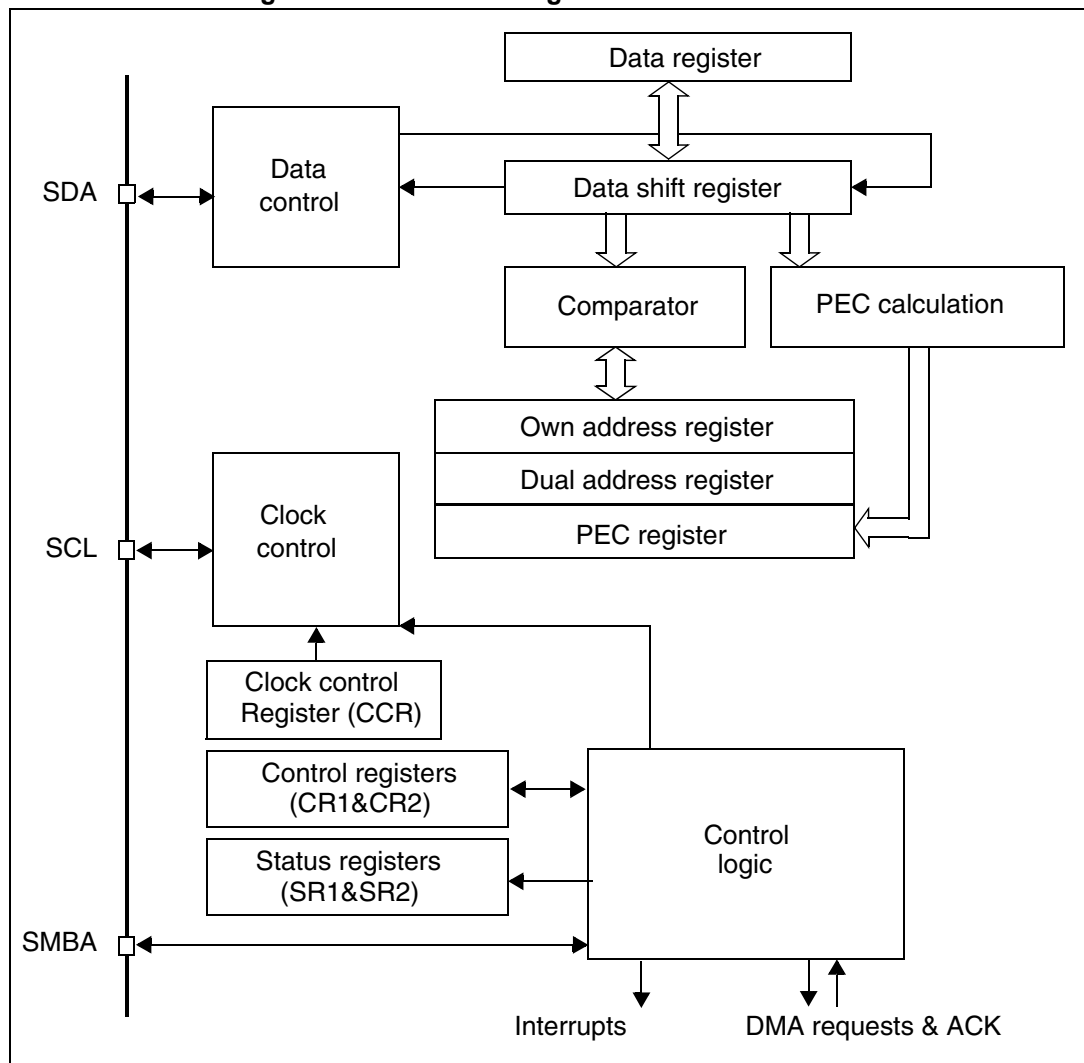 Data register
Data
control
SDA
Data shift register
Comparator
PEC calculation
Own address register
Dual address register
PEC register
Clock
control
SCL
Clock control
Register (CCR)
Control registers
(CR1&CR2)
Status registers
(SR1&SR2)
Control
logic
SMBA
Interrupts
DMA requests & ACK